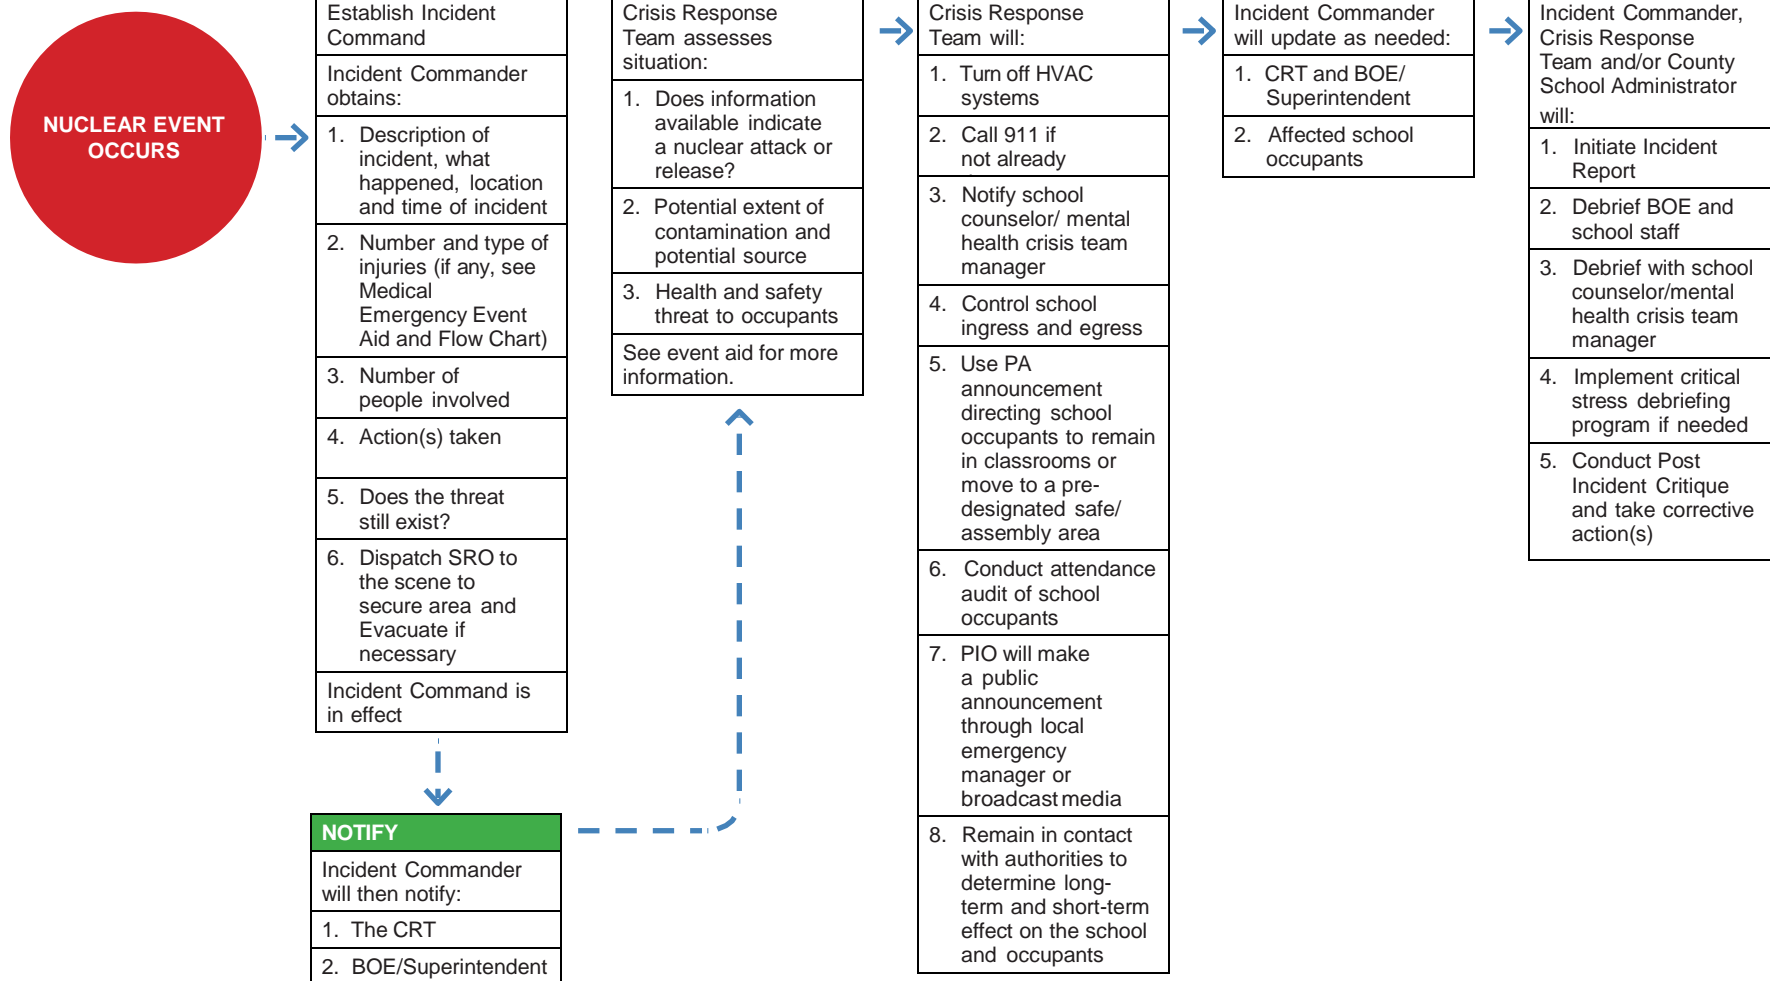 NUCLEAR EVENT
OCCURS
Establish Incident
Command
Incident Commander
obtains:
1. Description of
incident, what
happened, location
and time of incident
2. Number and type of
injuries (if any, see
Medical
Emergency Event
Aid and Flow Chart)
3. Number of
people involved
4. Action(s) taken
5. Does the threat
still exist?
6. Dispatch SRO to
the scene to
secure area and
Evacuate if
necessary
Incident Command is
in effect
NOTIFY
Incident Commander
will then notify:
1. The CRT
2. BOE/Superintendent
Crisis Response
Team assesses
situation:
1. Does information
available indicate
a nuclear attack or
release?
2. Potential extent of
contamination and
potential source
3. Health and safety
threat to occupants
See event aid for more
information.
Crisis Response
Team will:
1. Turn off HVAC
systems
2. Call 911 if
not already
3. Notify school
counselor/ mental
health crisis team
manager
4. Control school
ingress and egress
5. Use PA
announcement
directing school
occupants to remain
in classrooms or
move to a pre-
designated safe/
assembly area
6. Conduct attendance
audit of school
occupants
7. PIO will make
a public
announcement
through local
emergency
manager or
broadcast media
8. Remain in contact
with authorities to
determine long-
term and short-term
effect on the school
and occupants
Incident Commander
will update as needed:
1. CRT and BOE/
Superintendent
2. Affected school
occupants
Incident Commander,
Crisis Response
Team and/or County
School Administrator
will:
1. Initiate Incident
Report
2. Debrief BOE and
school staff
3. Debrief with school
counselor/mental
health crisis team
manager
4. Implement critical
stress debriefing
program if needed
5. Conduct Post
Incident Critique
and take corrective
action(s)